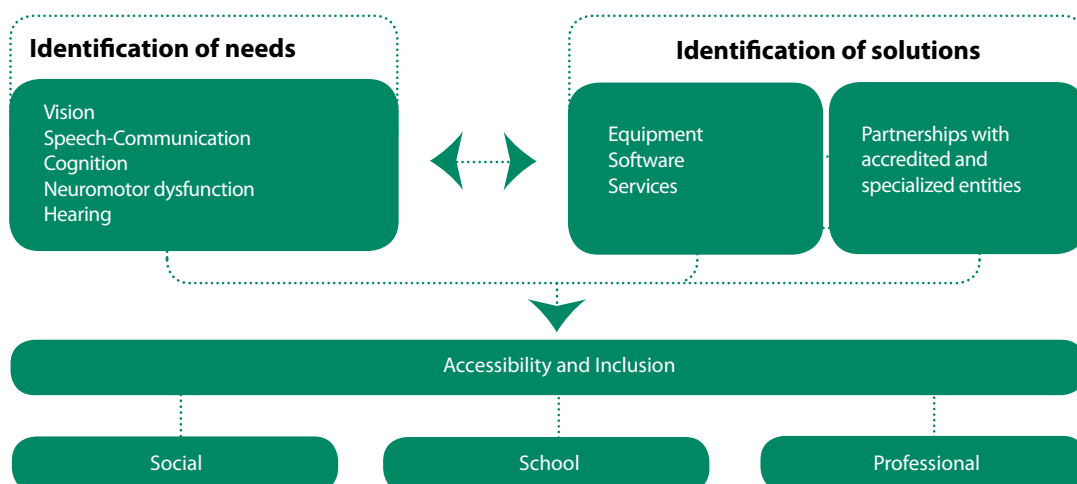 Identification of needs
Vision
Speech-Communication
Cognition
Neuromotor dysfunction
Hearing
Identification of solutions
Equipment
Software
Services
Partnerships with
accredited and
specialized entities
Accessibility and Inclusion
Social
School
Professional